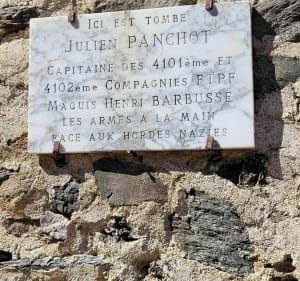 ICI EST TOMBE
JULIEN PANCHOT
CAPITAINE DES 4101ème ET
4102ème COMPAGNIES FTPF
MAQUIS HENRI BARBUSSE
LES ARMES A LA MAIN
FACE AUX HORDES NAZIES